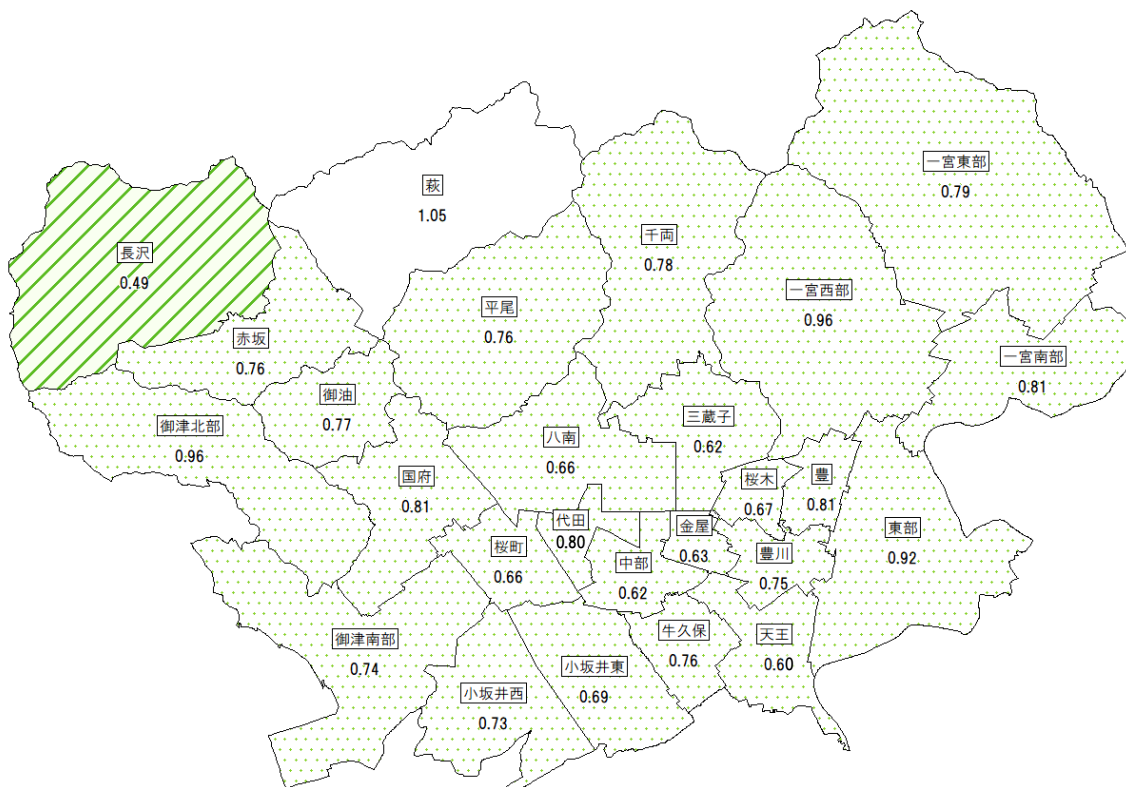 一宮東部
0.79
萩
1.05
千両
0.78
長沢
0.49
一宮西部
0.96
平尾
0.76
赤坂
0.76
一宮南部
0.81
御油
0.77
三蔵子
0.62
御津北部
0.96
八南
0.66
国府
0.81
桜木
0.67
豊
0.81
代田
0.80
金屋
0.63
東部
0.92
桜町
0.66
中部
0.62
豊川
0.75
御津南部
0.74
牛久保
0.76
天王
0.60
小坂井東
0.69
小坂井西
0.73